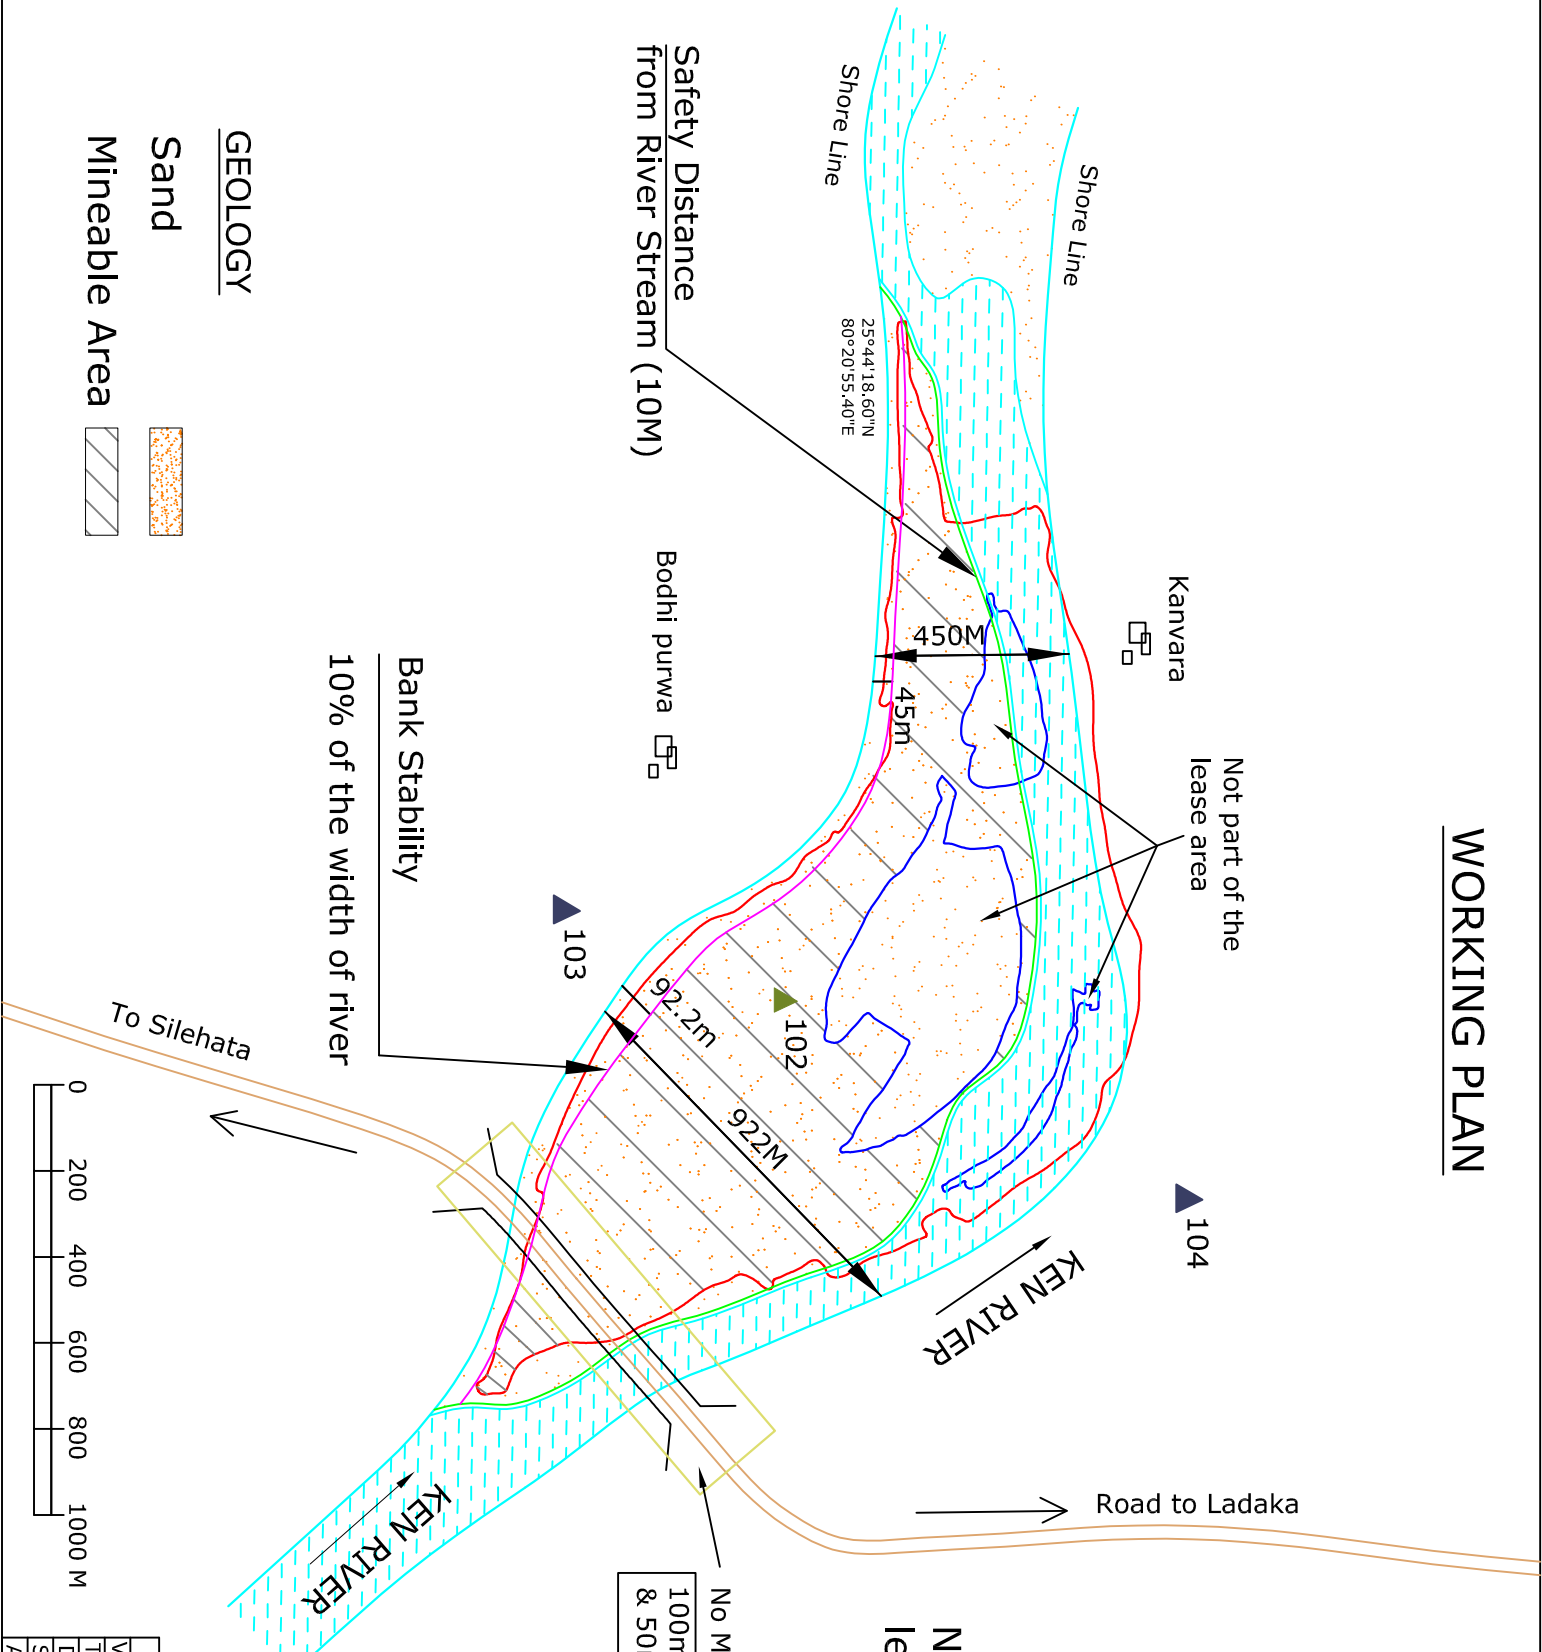 WORKING PLAN
Shore Line
Shore Line
Kanvara
Not part of the
lease area
104
KEN RIVER
Road to Ladaka
Safety Distance
from River Stream (10M)
25°44'18.60"N
80°20'55.40"E
450M
45m
Bodhi purwa
103
102
92.2m
922M
Bank Stability
10% of the width of river
GEOLOGY
Sand
Mineable Area
To Silehata
0
200
400
600
800
1000 M
KEN RIVER
No M
100m